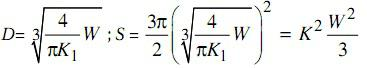 D=∛(4/(πK₁) W) ; S = 3π/2 (∛(4/(πK₁) W))² = K² W²/3